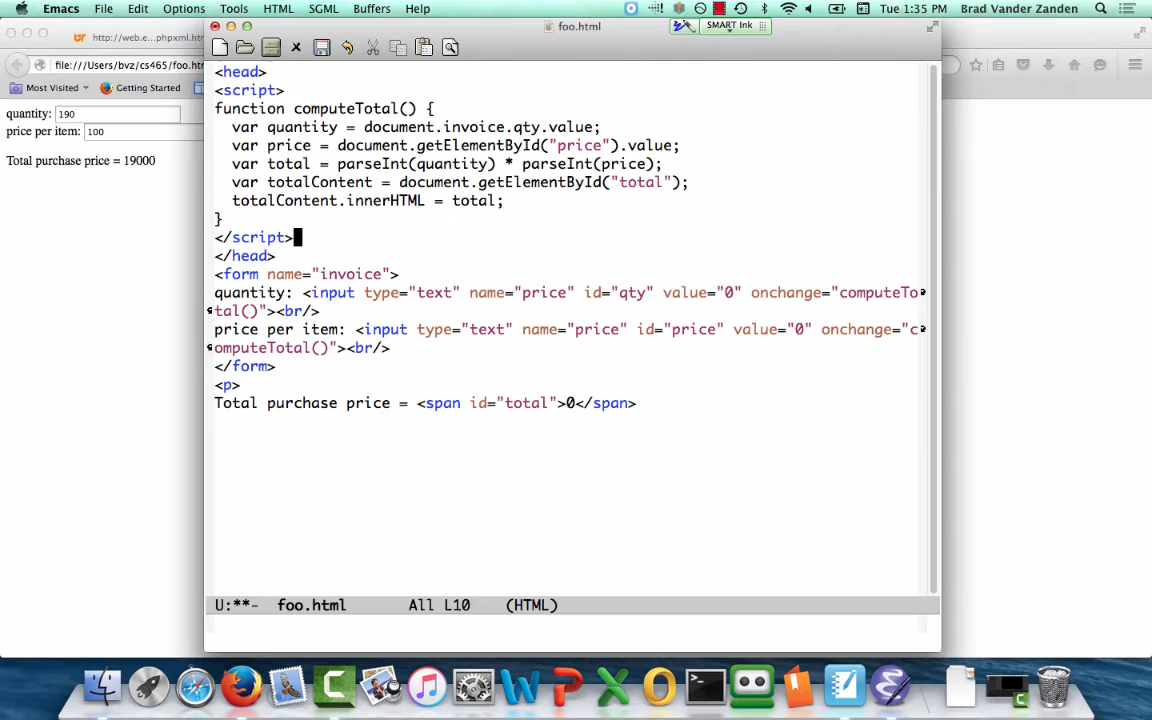 Emacs File Edit Options Tools HTML SGML Buffers Help Tue 1:35 PM Brad Vander Zanden
foo.html
SMART Ink
http://web.e...phpxml.htm
file:///Users/bvz/cs465/foo.htm
Most Visited Getting Started
quantity: 190
price per item: 100
Total purchase price = 19000
<head>
<script>
function computeTotal() {
var quantity = document.invoice.qty.value;
var price = document.getElementById("price").value;
var total = parseInt(quantity) * parseInt(price);
var totalContent = document.getElementById("total");
totalContent.innerHTML = total;
}
</script>
</head>
<form name="invoice">
quantity: <input type="text" name="price" id="qty" value="0" onchange="computeTo
tal()"><br/>
price per item: <input type="text" name="price" id="price" value="0" onchange="c
omputeTotal()"><br/>
</form>
<p>
Total purchase price = <span id="total">0</span>
U:**- foo.html All L10 (HTML)